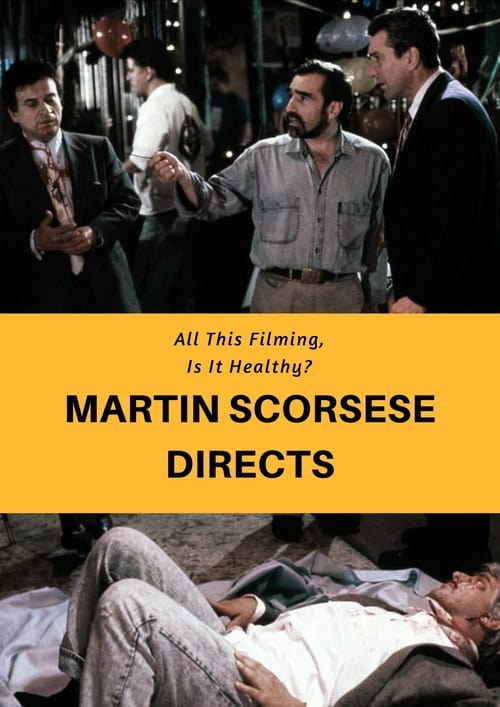 All This Filming,
Is It Healthy?
MARTIN SCORSESE
DIRECTS